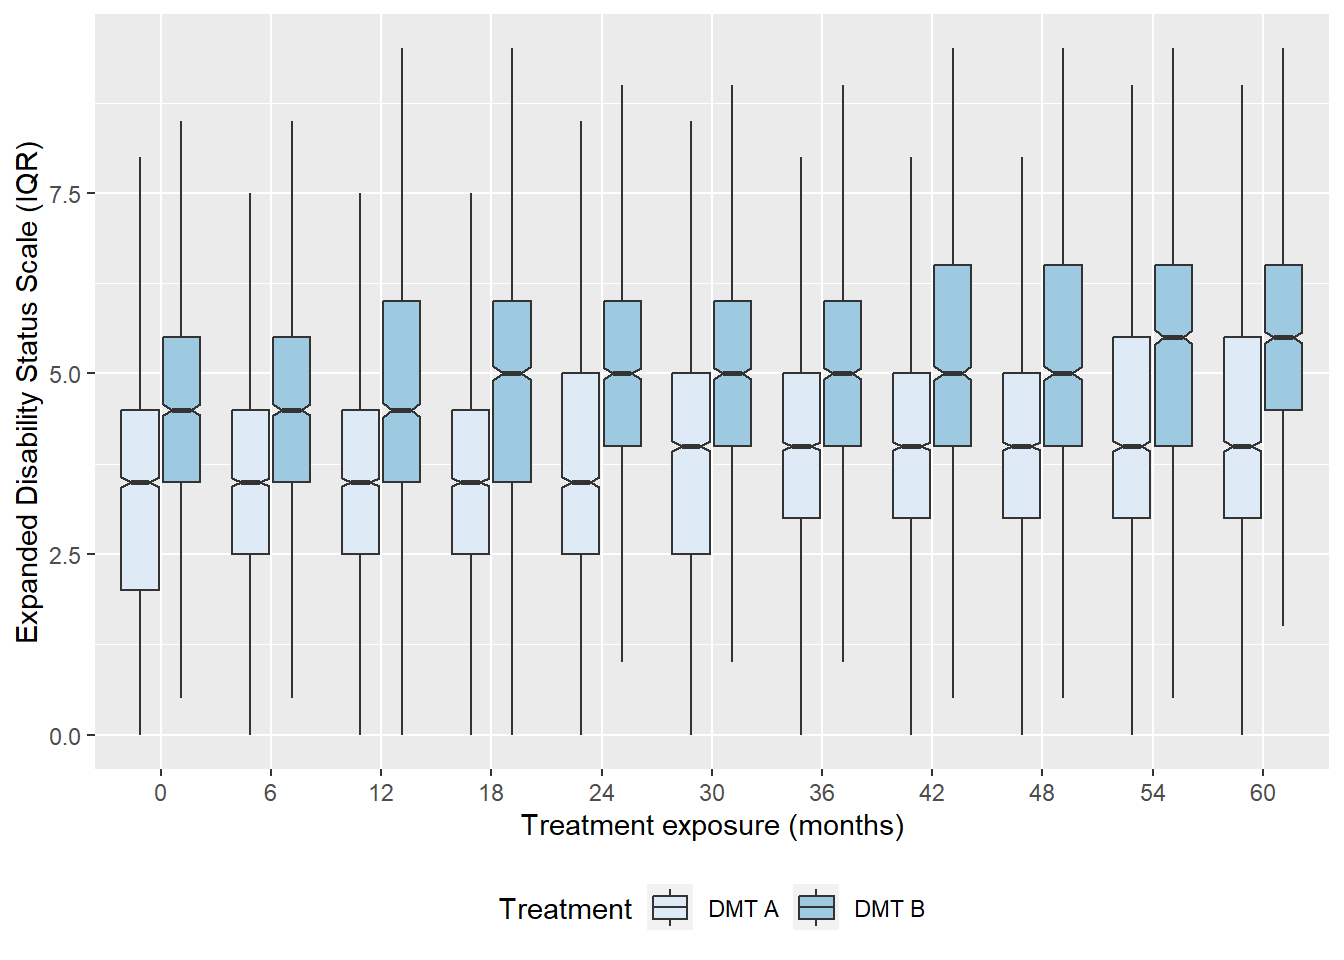 Expanded Disability Status Scale (IQR)
7.5
5.0
2.5
0.0
0 6 12 18 24 30 36 42 48 54 60
Treatment exposure (months)
Treatment DMT A DMT B